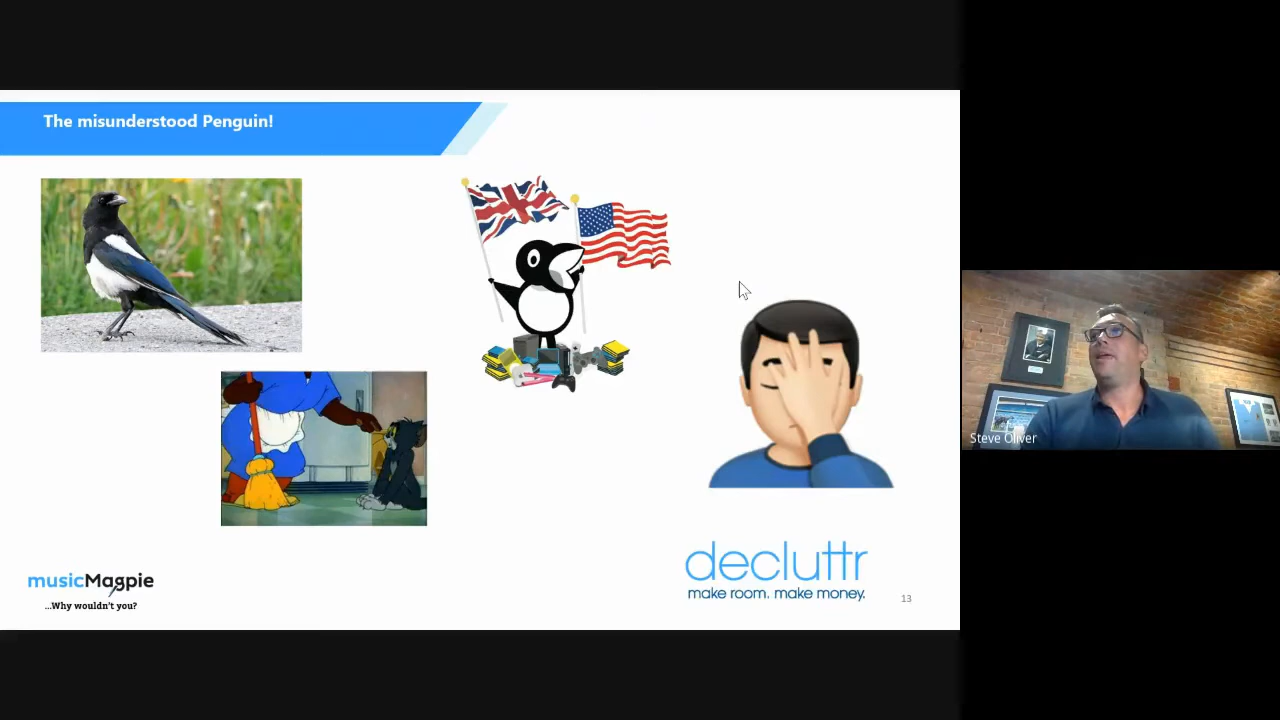 The misunderstood Penguin!
Steve Oliver
decluttr
make room. make money.
musicMagpie
...Why wouldn't you?
13